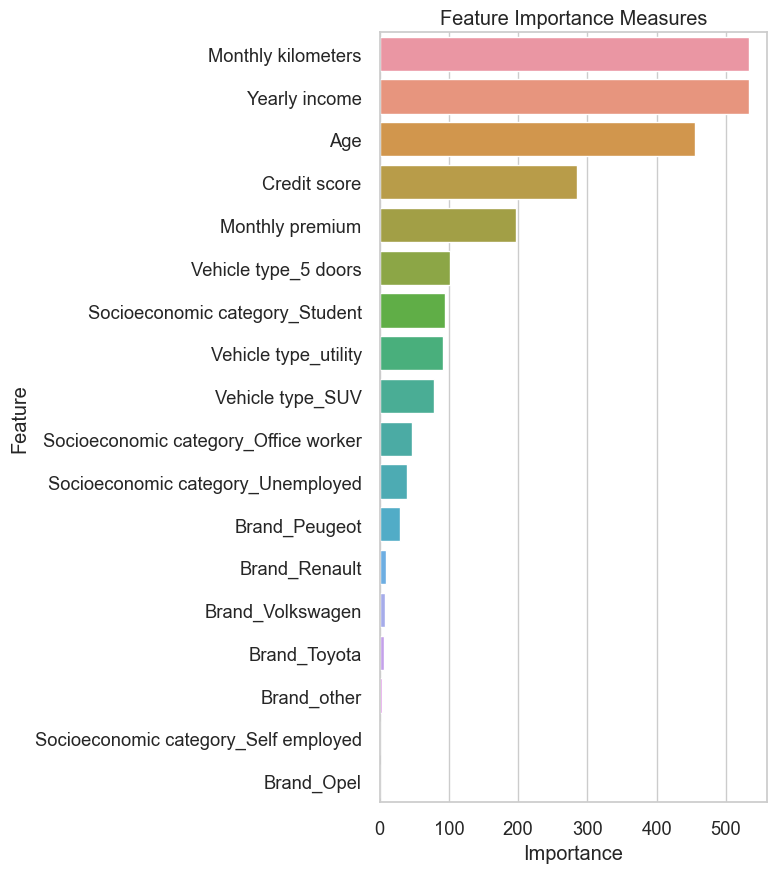 Feature Importance Measures
Monthly kilometers
Yearly income
Age
Credit score
Monthly premium
Vehicle type_5 doors
Socioeconomic category_Student
Vehicle type_utility
Vehicle type_SUV
Socioeconomic category_Office worker
Socioeconomic category_Unemployed
Brand_Peugeot
Brand_Renault
Brand_Volkswagen
Brand_Toyota
Brand_other
Socioeconomic category_Self employed
Brand_Opel
Feature
0 100 200 300 400 500
Importance